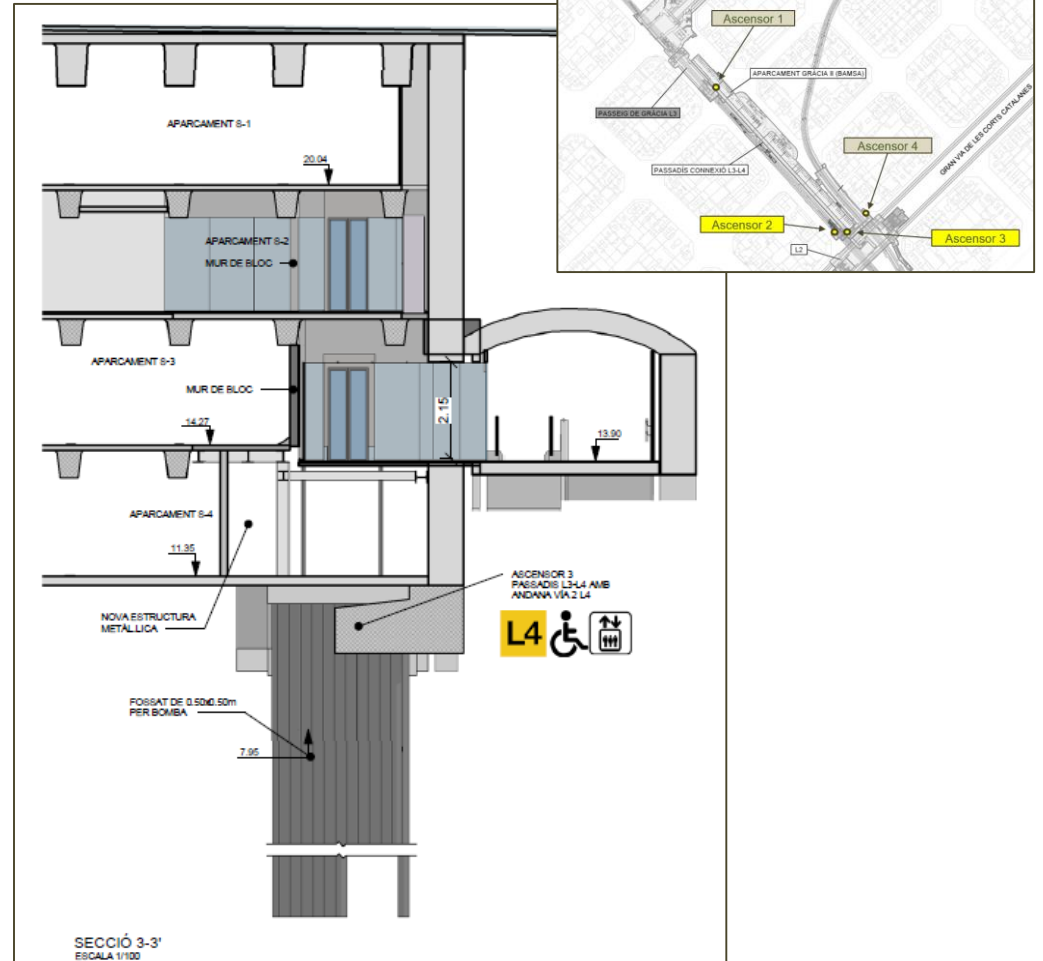 Ascensor 1
APARCAMENT GRÀCIA II (BAMSA)
PASSEIG DE GRÀCIA L3
GRAN VIA DE LES CORTS CATALANES
Ascensor 4
PASSADÍS CONNEXIÓ L3-L4
Ascensor 2
Ascensor 3
L2
APARCAMENT S-1
20.04
APARCAMENT S-2
MUR DE BLOC
APARCAMENT S-3
MUR DE BLOC
2.15
14.27
13.90
APARCAMENT S-4
11.35
ASCENSOR 3
PASSADIS L3-L4 AMB
ANDANA VÍA 2 L4
NOVA ESTRUCTURA
METÀL.LICA
L4
FOSSAT DE 0.50x0.50m
PER BOMBA
7.95
SECCIÓ 3-3'
ESCALA 1/100